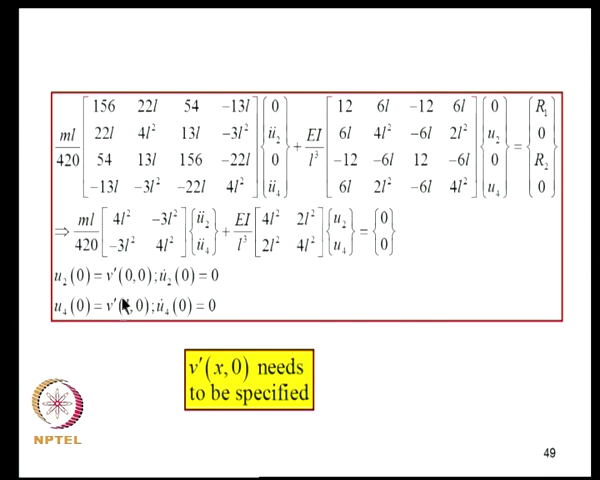 ml/420 [156 22l 54 −13l; 22l 4l² 13l −3l²; 54 13l 156 −22l; −13l −3l² −22l 4l²] {0; ü₂; 0; ü₄} + EI/l³ [12 6l −12 6l; 6l 4l² −6l 2l²; −12 −6l 12 −6l; 6l 2l² −6l 4l²] {0; u₂; 0; u₄} = {R₁; 0; R₂; 0}
⇒ ml/420 [4l² −3l²; −3l² 4l²] {ü₂; ü₄} + EI/l³ [4l² 2l²; 2l² 4l²] {u₂; u₄} = {0; 0}
u₂(0) = v′(0,0); u̇₂(0) = 0
u₄(0) = v′( ,0); u̇₄(0) = 0
v′(x,0) needs
to be specified
NPTEL
49